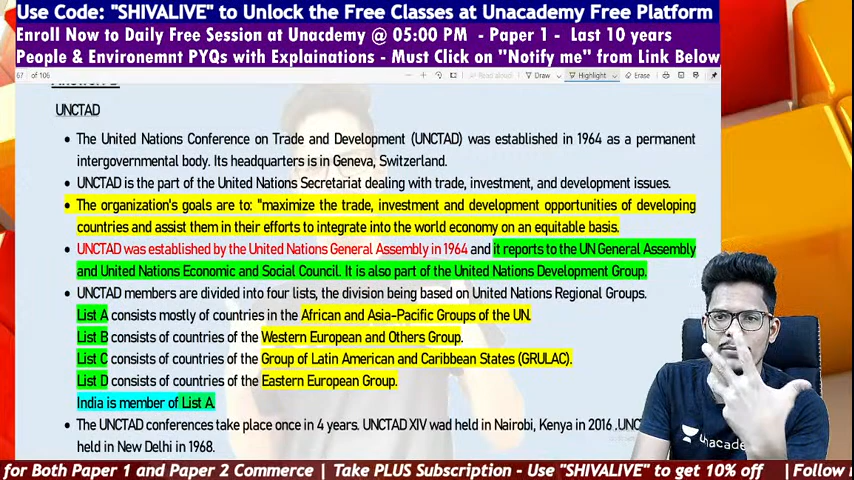 Use Code: "SHIVALIVE" to Unlock the Free Classes at Unacademy Free Platform
Enroll Now to Daily Free Session at Unacdemy @ 05:00 PM - Paper 1 - Last 10 years
People & Environemnt PYQs with Explainations - Must Click on "Notify me" from Link Below
67 of 106
Read aloud Draw Highlight Erase
UNCTAD
• The United Nations Conference on Trade and Development (UNCTAD) was established in 1964 as a permanent
intergovernmental body. Its headquarters is in Geneva, Switzerland.
• UNCTAD is the part of the United Nations Secretariat dealing with trade, investment, and development issues.
• The organization's goals are to: "maximize the trade, investment and development opportunities of developing
countries and assist them in their efforts to integrate into the world economy on an equitable basis.
• UNCTAD was established by the United Nations General Assembly in 1964 and it reports to the UN General Assembly
and United Nations Economic and Social Council. It is also part of the United Nations Development Group.
• UNCTAD members are divided into four lists, the division being based on United Nations Regional Groups.
List A consists mostly of countries in the African and Asia-Pacific Groups of the UN.
List B consists of countries of the Western European and Others Group.
List C consists of countries of the Group of Latin American and Caribbean States (GRULAC).
List D consists of countries of the Eastern European Group.
India is member of List A.
• The UNCTAD conferences take place once in 4 years. UNCTAD XIV wad held in Nairobi, Kenya in 2016 ,UNC
held in New Delhi in 1968.
unacade
for Both Paper 1 and Paper 2 Commerce | Take PLUS Subscription - Use "SHIVALIVE" to get 10% off | Follow